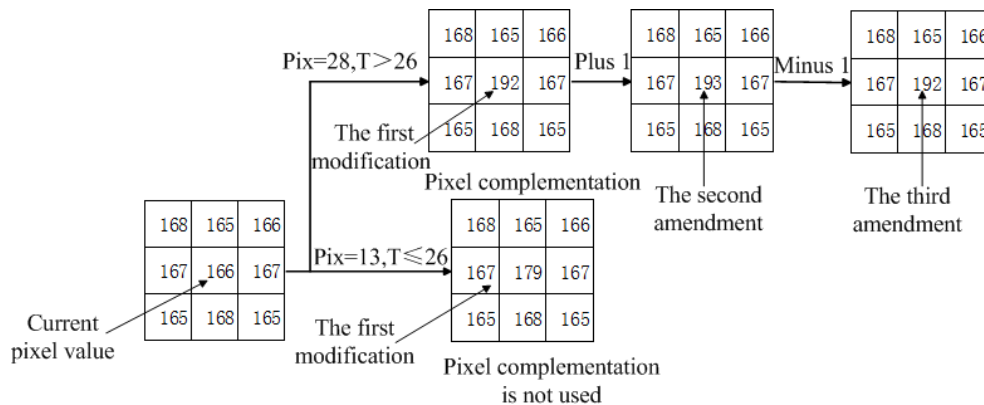 168 165 166
167 192 167
165 168 165
Pix=28,T>26
The first
modification
Pixel complementation
Plus 1
168 165 166
167 193 167
165 168 165
The second
amendment
Minus 1
168 165 166
167 192 167
165 168 165
The third
amendment
168 165 166
167 166 167
165 168 165
Current
pixel value
Pix=13,T≤26
168 165 166
167 179 167
165 168 165
The first
modification
Pixel complementation
is not used